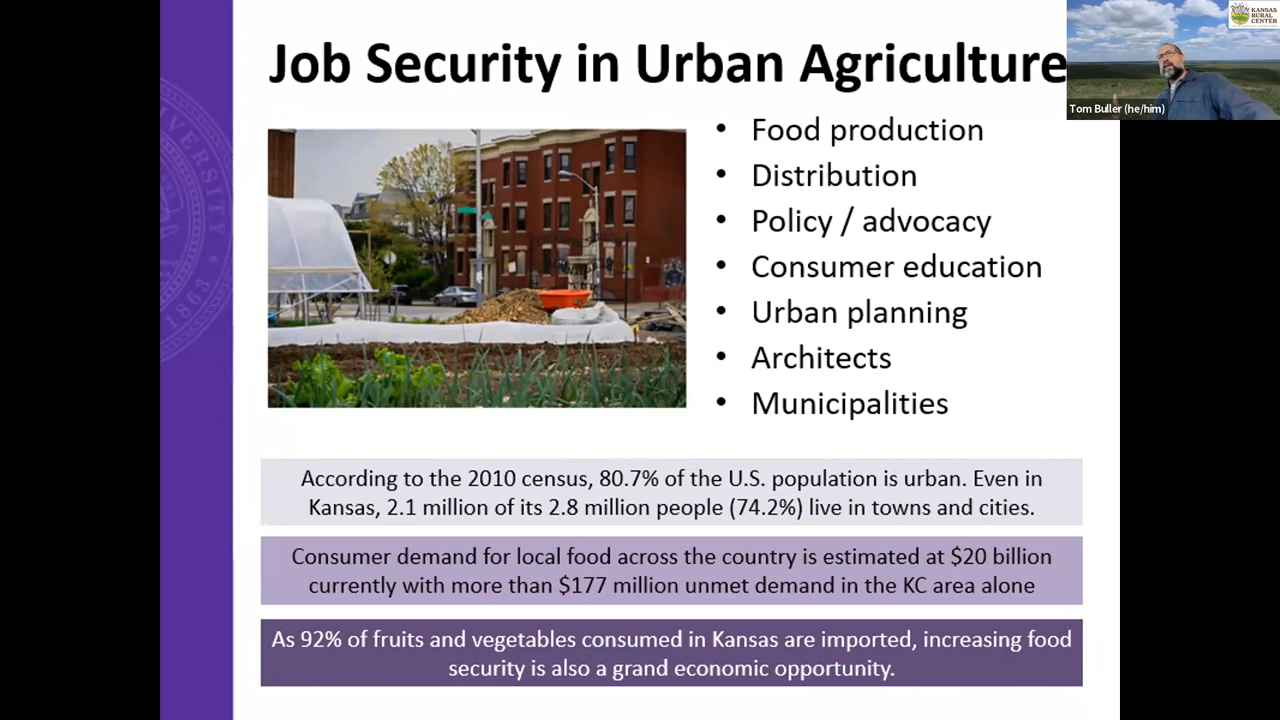 Job Security in Urban Agriculture
KANSAS
RURAL
CENTER
Tom Buller (he/him)
• Food production
• Distribution
• Policy / advocacy
• Consumer education
• Urban planning
• Architects
• Municipalities
According to the 2010 census, 80.7% of the U.S. population is urban. Even in
Kansas, 2.1 million of its 2.8 million people (74.2%) live in towns and cities.
Consumer demand for local food across the country is estimated at $20 billion
currently with more than $177 million unmet demand in the KC area alone
As 92% of fruits and vegetables consumed in Kansas are imported, increasing food
security is also a grand economic opportunity.
VERSITY
1863